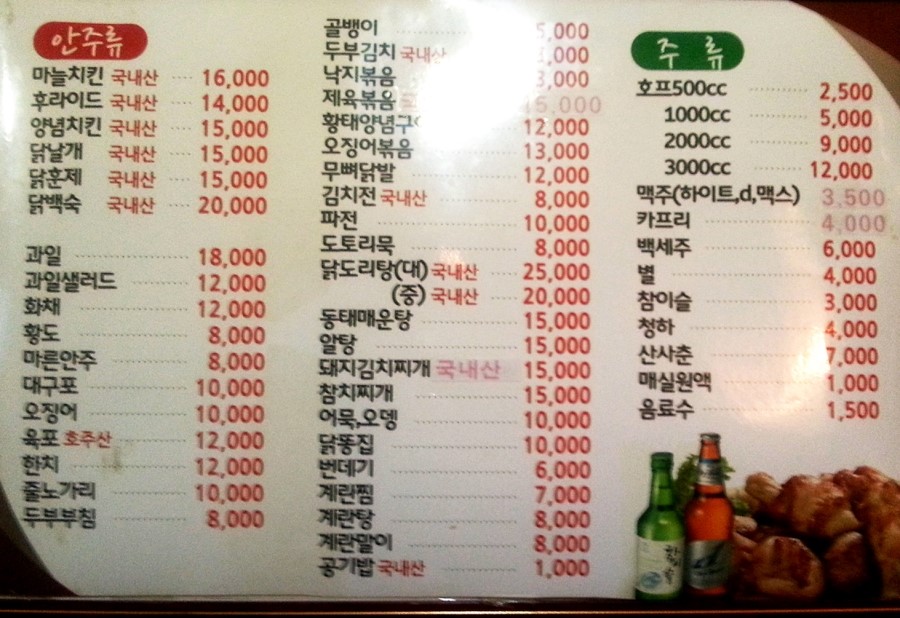 안주류
마늘치킨 국내산 16,000
후라이드 국내산 14,000
양념치킨 국내산 15,000
닭날개 국내산 15,000
닭훈제 국내산 15,000
닭백숙 국내산 20,000
과일 18,000
과일샐러드 12,000
화채 12,000
황도 8,000
마른안주 8,000
대구포 10,000
오징어 10,000
육포 호주산 12,000
한치 12,000
줄노가리 10,000
두부부침 8,000
골뱅이
두부김치 국내산
낙지볶음
제육볶음 15,000
황태양념구이 12,000
오징어볶음 13,000
무뼈닭발 12,000
김치전 국내산 8,000
파전 10,000
도토리묵 8,000
닭도리탕(대) 국내산 25,000
(중) 국내산 20,000
동태매운탕 15,000
알탕 15,000
돼지김치찌개 국내산 15,000
참치찌개 15,000
어묵,오뎅 10,000
닭똥집 10,000
번데기 6,000
계란찜 7,000
계란탕 8,000
계란말이 8,000
공기밥 국내산 1,000
주류
호프500cc 2,500
1000cc 5,000
2000cc 9,000
3000cc 12,000
맥주(하이트,d,맥스) 3,500
카프리 4,000
백세주 6,000
별 4,000
참이슬 3,000
청하 4,000
산사춘 7,000
매실원액 1,000
음료수 1,500